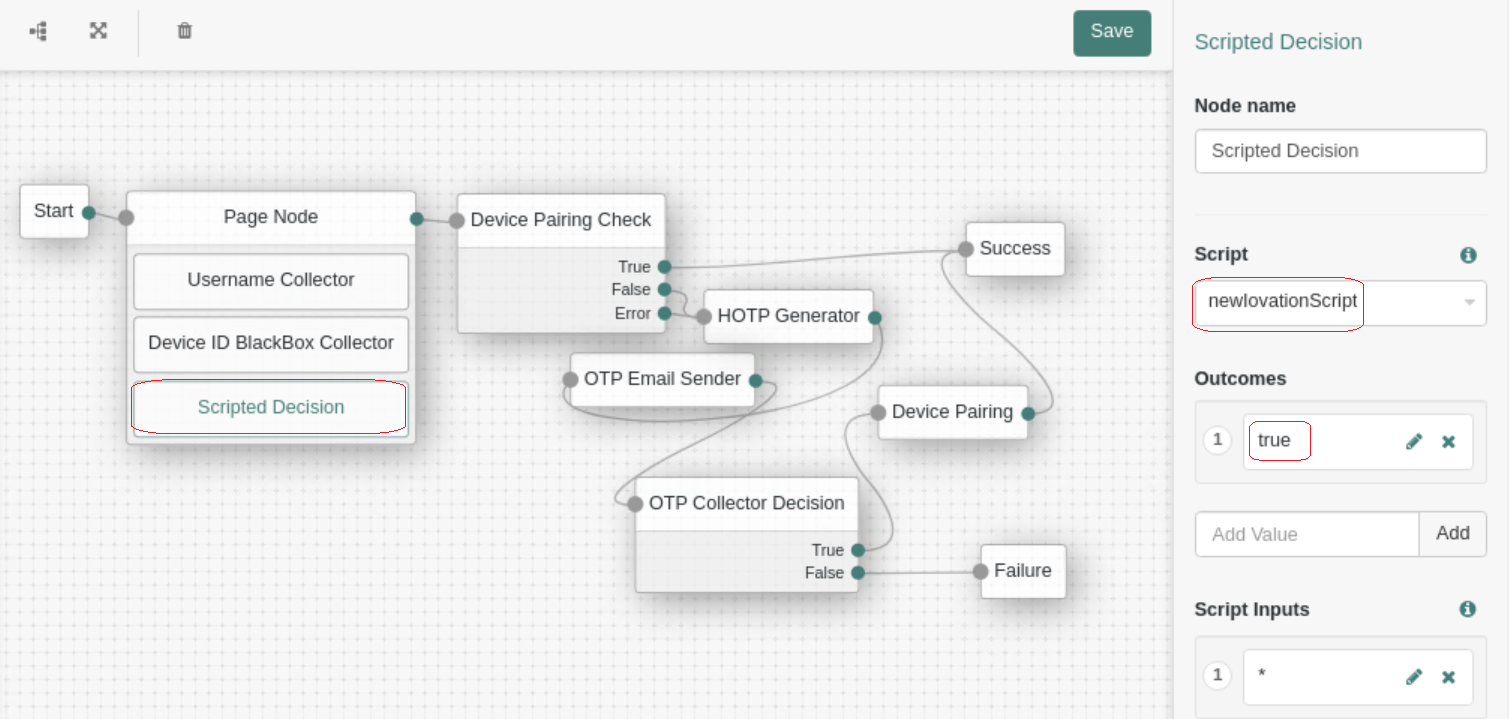 Save
Start
Page Node
Username Collector
Device ID BlackBox Collector
Scripted Decision
Device Pairing Check
True
False
Error
HOTP Generator
OTP Email Sender
OTP Collector Decision
True
False
Device Pairing
Success
Failure
Scripted Decision
Node name
Scripted Decision
Script
i
newIovationScript
Outcomes
1 true
Add Value Add
Script Inputs
i
1 *